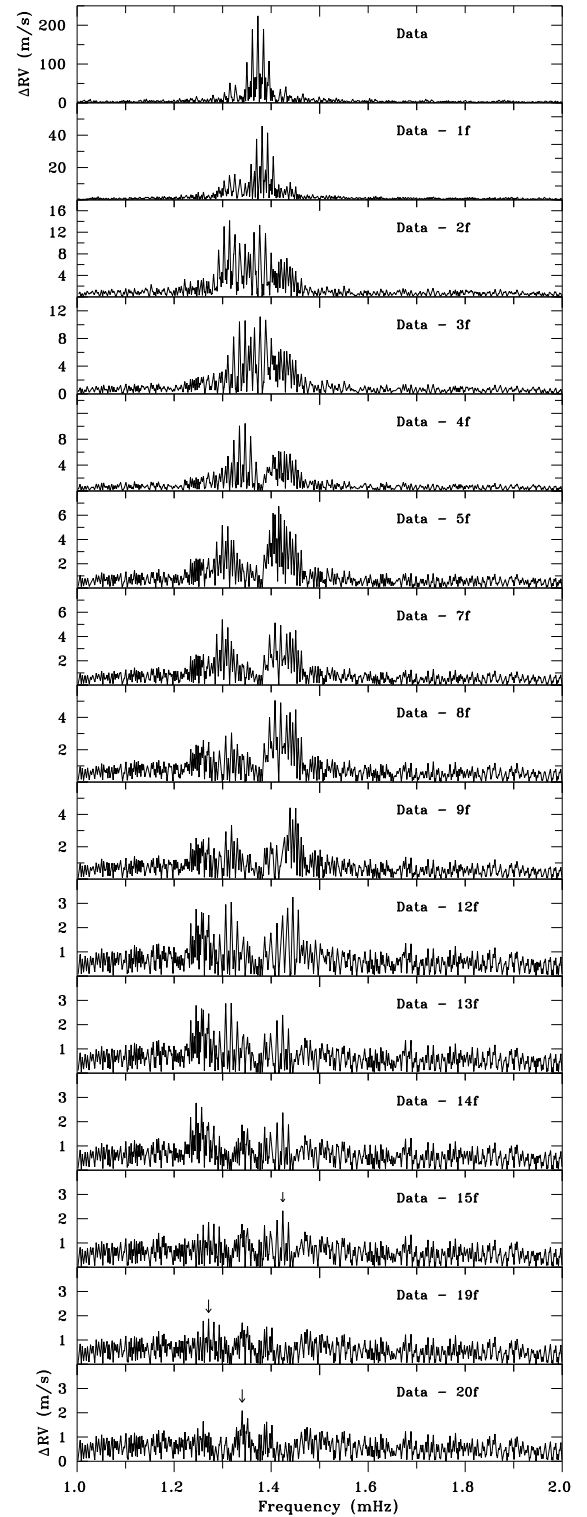 ΔRV (m/s)
200
100
0
Data
40
20
Data - 1f
16
12
8
4
Data - 2f
12
8
4
0
Data - 3f
8
4
Data - 4f
6
4
2
Data - 5f
6
4
2
Data - 7f
4
2
Data - 8f
4
2
Data - 9f
3
2
1
Data - 12f
3
2
1
Data - 13f
3
2
1
Data - 14f
3
2
1
Data - 15f
3
2
1
Data - 19f
ΔRV (m/s)
3
2
1
0
Data - 20f
1.0 1.2 1.4 1.6 1.8 2.0
Frequency (mHz)